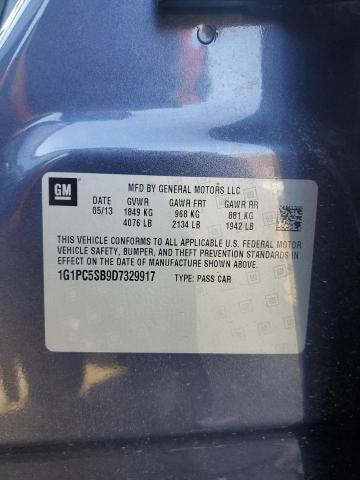 GM
MFD BY GENERAL MOTORS LLC
DATE GVWR GAWR FRT GAWR RR
05/13 1849 KG 968 KG 881 KG
4076 LB 2134 LB 1942 LB
THIS VEHICLE CONFORMS TO ALL APPLICABLE U.S. FEDERAL MOTOR
VEHICLE SAFETY, BUMPER, AND THEFT PREVENTION STANDARDS IN
EFFECT ON THE DATE OF MANUFACTURE SHOWN ABOVE.
1G1PC5SB9D7329917 TYPE: PASS CAR